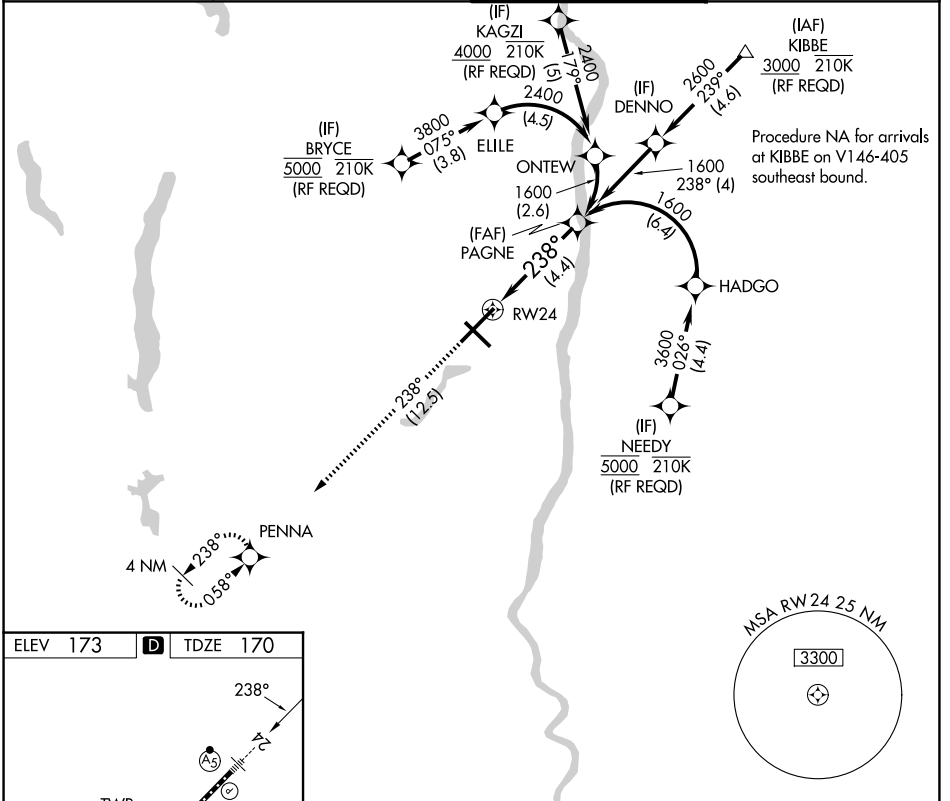 (IF)
KAGZI
4000 210K
(RF REQD)
2400
179°
(5)
(IAF)
KIBBE
3000 210K
(RF REQD)
2600
239°
(4.6)
(IF)
DENNO
2400
(4.5)
ELILE
(IF)
BRYCE
5000 210K
(RF REQD)
3800
075°
(3.8)
Procedure NA for arrivals
at KIBBE on V146-405
southeast bound.
ONTEW
1600
238° (4)
1600
(2.6)
1600
(6.4)
(FAF)
PAGNE
238°
(4.4)
HADGO
RW24
3600
026°
(4.4)
238°
(12.5)
(IF)
NEEDY
5000 210K
(RF REQD)
PENNA
4 NM
238°
058°
MSA RW24 25 NM
3300
ELEV 173 D TDZE 170
238°
24
A5
P